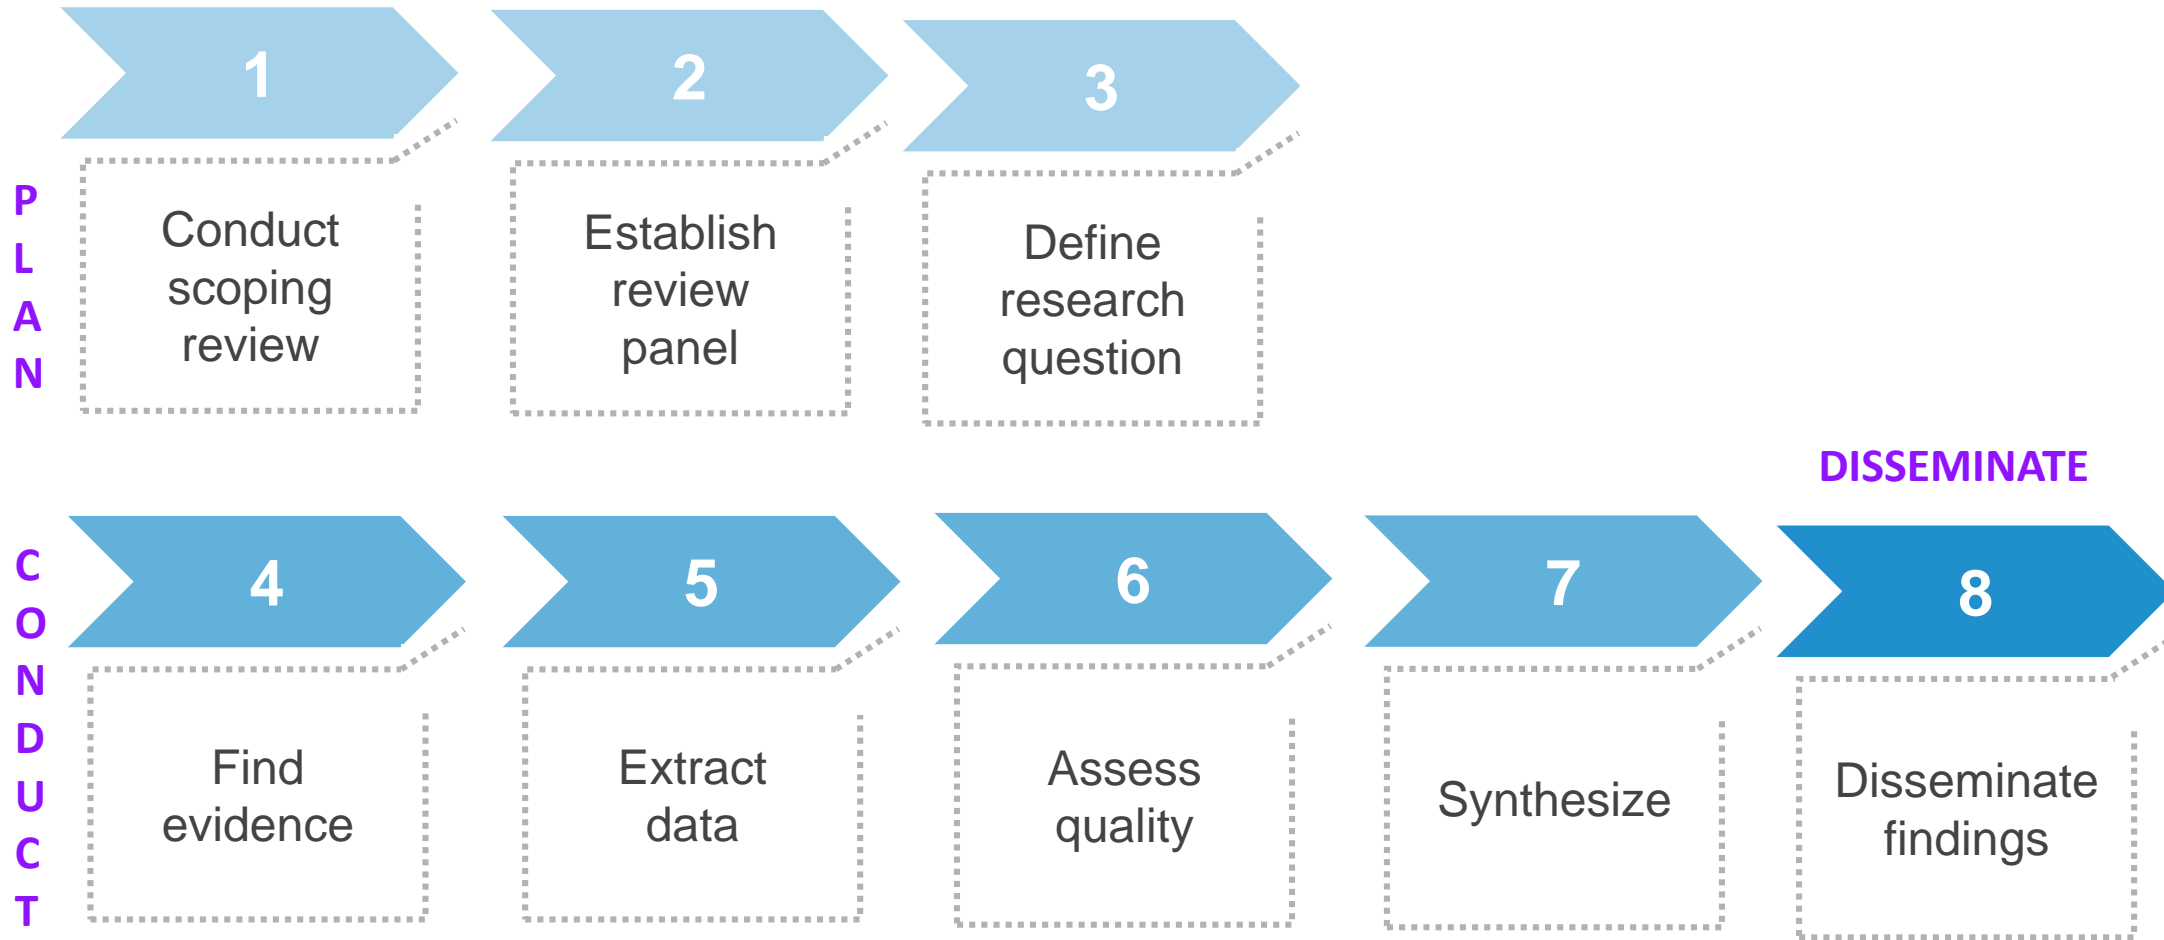 1
2
3
P
L
A
N
Conduct
scoping
review
Establish
review
panel
Define
research
question
DISSEMINATE
C
O
N
D
U
C
T
4
5
6
7
8
Find
evidence
Extract
data
Assess
quality
Synthesize
Disseminate
findings